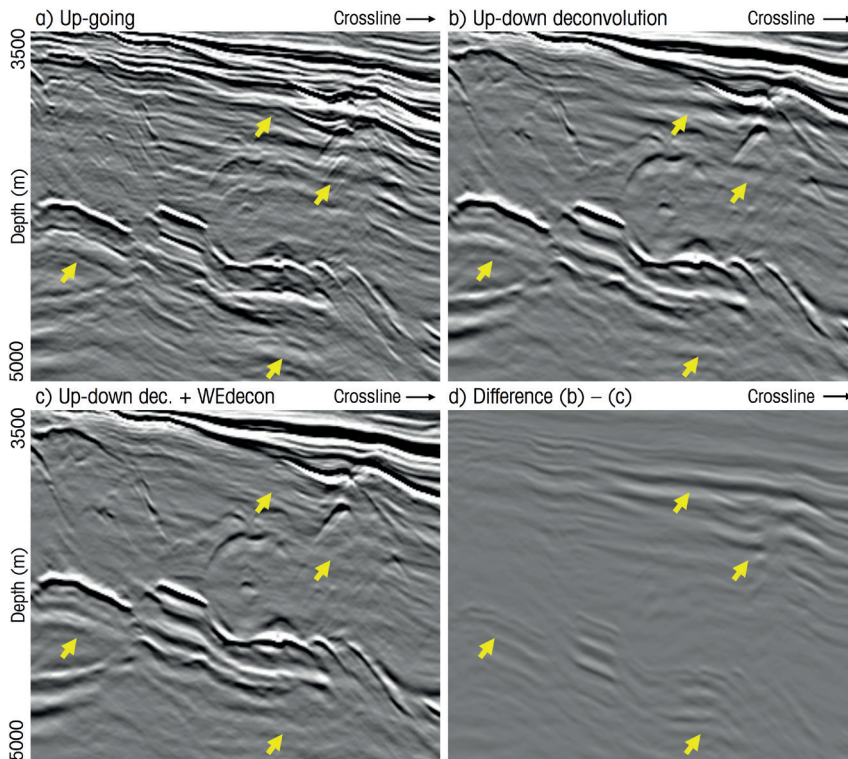 a) Up-going Crossline →
b) Up-down deconvolution Crossline →
3500
Depth (m)
5000
c) Up-down dec. + WEdecon Crossline →
d) Difference (b) – (c) Crossline →
3500
Depth (m)
5000